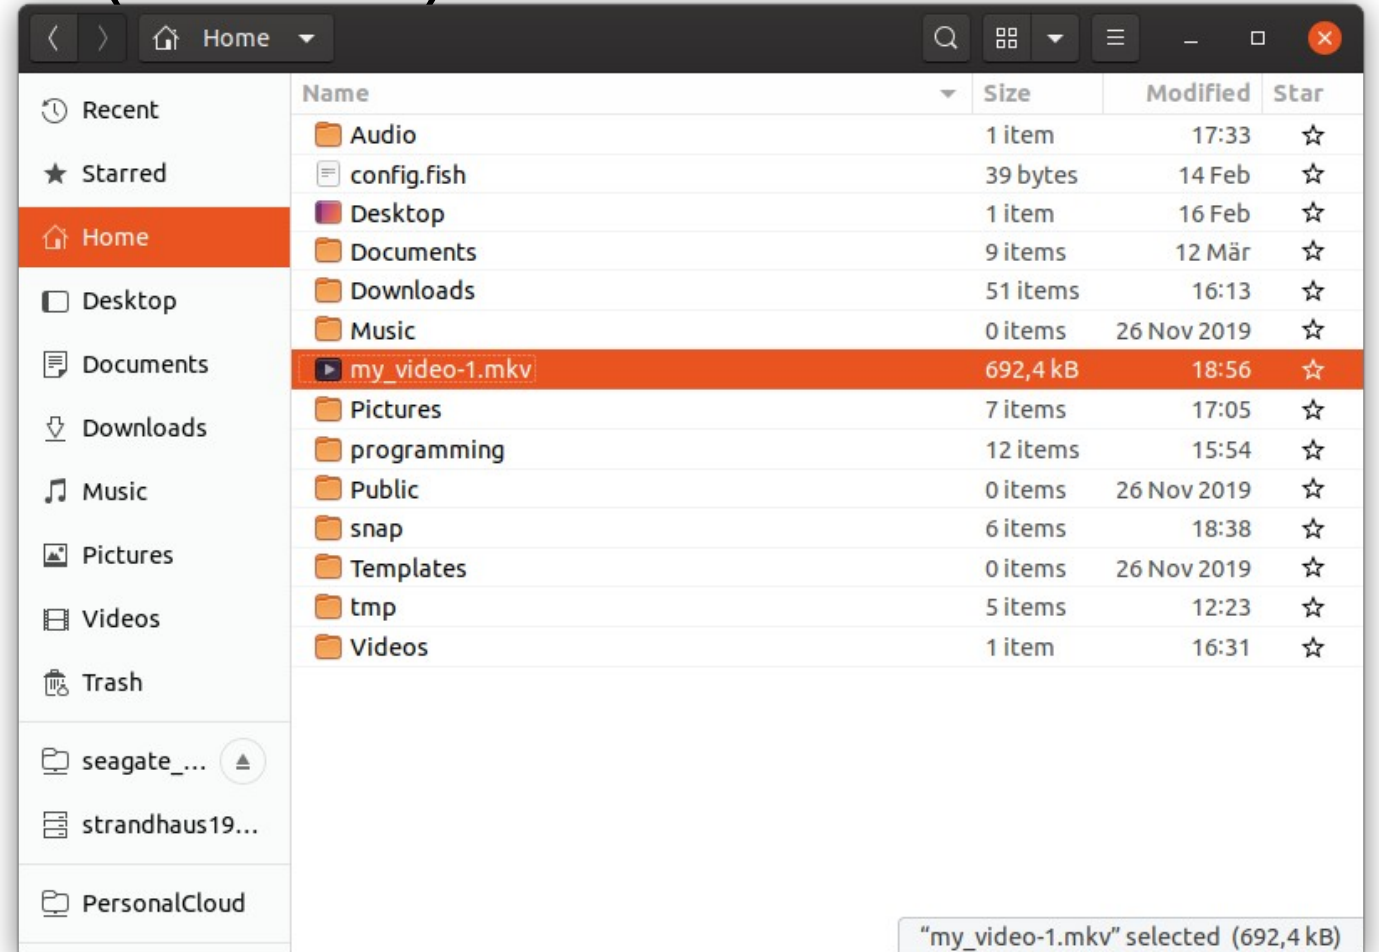 Home
Recent
Starred
Home
Desktop
Documents
Downloads
Music
Pictures
Videos
Trash
seagate_...
strandhaus19...
PersonalCloud
Name Size Modified Star
Audio 1 item 17:33
config.fish 39 bytes 14 Feb
Desktop 1 item 16 Feb
Documents 9 items 12 Mär
Downloads 51 items 16:13
Music 0 items 26 Nov 2019
my_video-1.mkv 692,4 kB 18:56
Pictures 7 items 17:05
programming 12 items 15:54
Public 0 items 26 Nov 2019
snap 6 items 18:38
Templates 0 items 26 Nov 2019
tmp 5 items 12:23
Videos 1 item 16:31
“my_video-1.mkv” selected (692,4 kB)